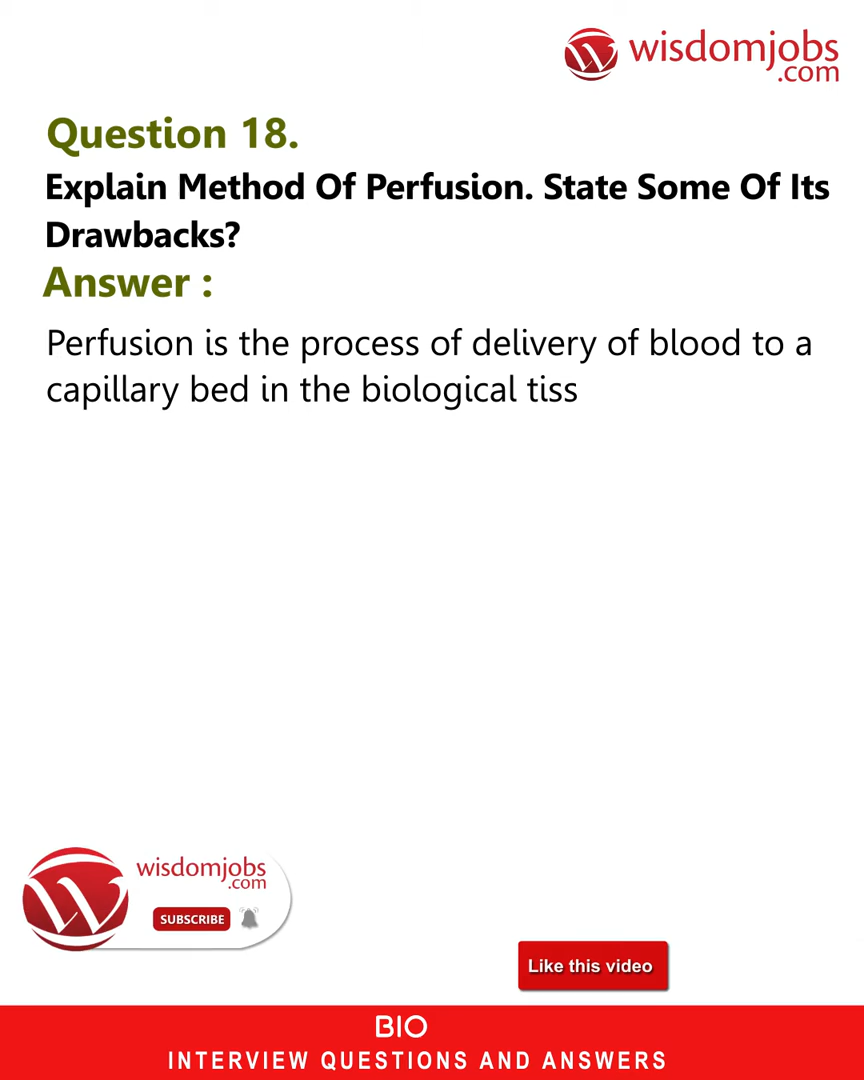 wisdomjobs
.com
Question 18.
Explain Method Of Perfusion. State Some Of Its
Drawbacks?
Answer :
Perfusion is the process of delivery of blood to a
capillary bed in the biological tiss
wisdomjobs
.com
SUBSCRIBE
Like this video
BIO
INTERVIEW QUESTIONS AND ANSWERS